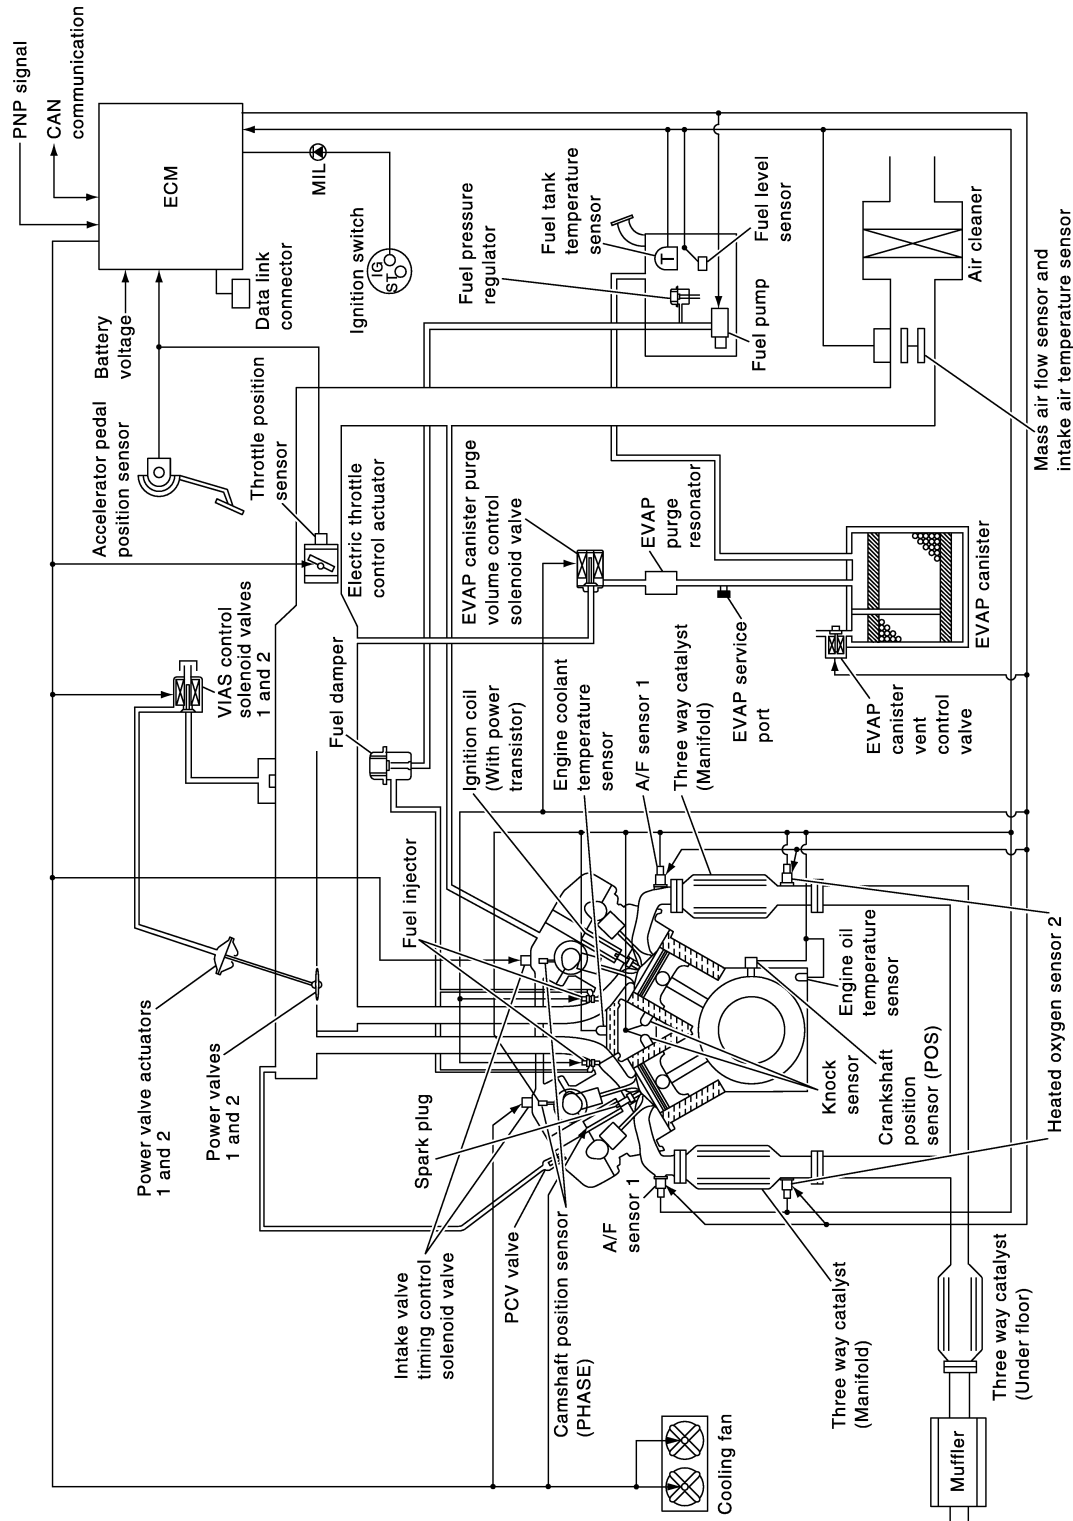 PNP signal
CAN
communication
ECM
MIL
Battery
voltage
Data link
connector
Ignition switch
IG
ST
Accelerator pedal
position sensor
Throttle position
sensor
Electric throttle
control actuator
Fuel pressure
regulator
Fuel tank
temperature
sensor
T
Fuel level
sensor
Fuel pump
Air cleaner
Mass air flow sensor and
intake air temperature sensor
VIAS control
solenoid valves
1 and 2
Fuel damper
EVAP canister purge
volume control
solenoid valve
EVAP
purge
resonator
EVAP service
port
EVAP canister
EVAP
canister
vent
control
valve
Ignition coil
(With power
transistor)
Engine coolant
temperature
sensor
A/F sensor 1
Three way catalyst
(Manifold)
Fuel injector
Power valve actuators
1 and 2
Power valves
1 and 2
Spark plug
Engine oil
temperature
sensor
Knock
sensor
Crankshaft
position
sensor (POS)
Heated oxygen sensor 2
Intake valve
timing control
solenoid valve
PCV valve
Camshaft position sensor
(PHASE)
A/F
sensor 1
Three way catalyst
(Manifold)
Three way catalyst
(Under floor)
Cooling fan
Muffler